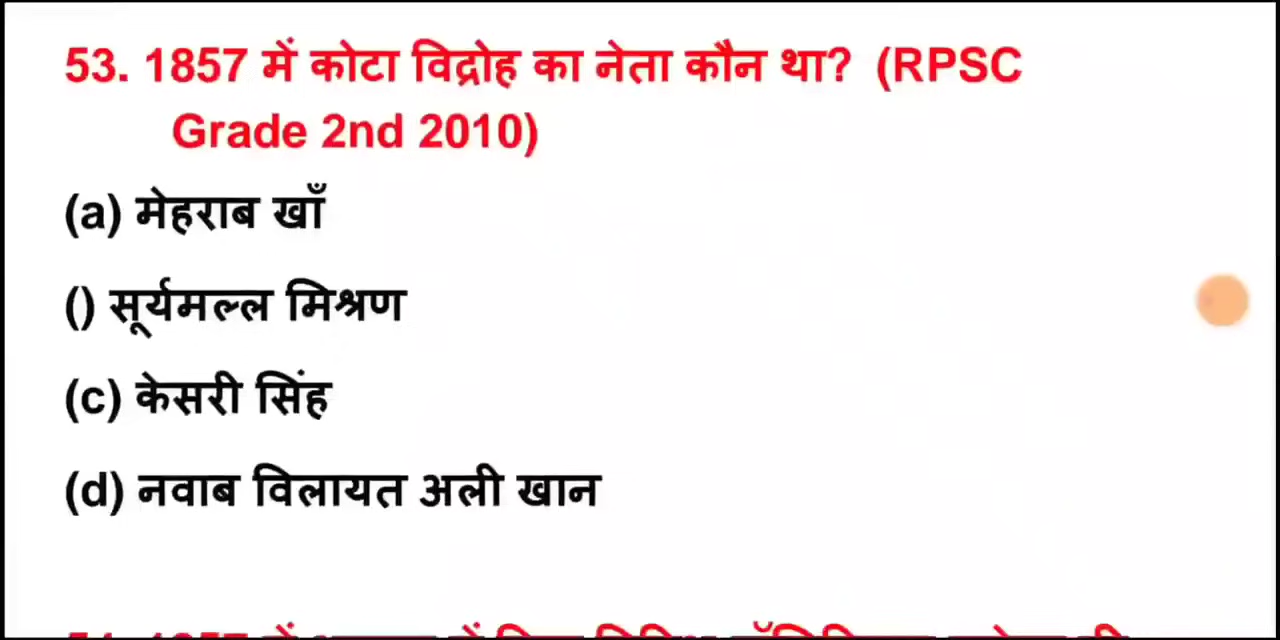 53. 1857 में कोटा विद्रोह का नेता कौन था? (RPSC
Grade 2nd 2010)
(a) मेहराब खाँ
() सूर्यमल्ल मिश्रण
(c) केसरी सिंह
(d) नवाब विलायत अली खान